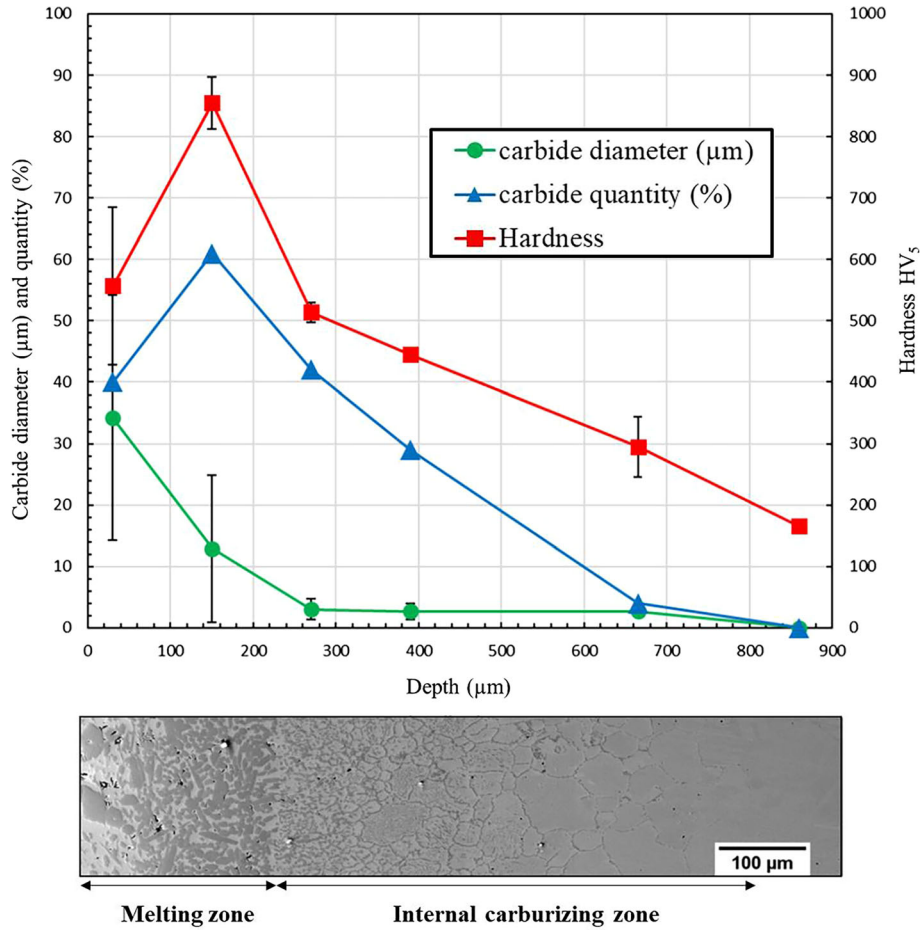 100
90
80
70
60
50
40
30
20
10
0
Carbide diameter (µm) and quantity (%)
1000
900
800
700
600
500
400
300
200
100
0
Hardness HV5
carbide diameter (µm)
carbide quantity (%)
Hardness
0 100 200 300 400 500 600 700 800 900
Depth (µm)
100 µm
Melting zone
Internal carburizing zone